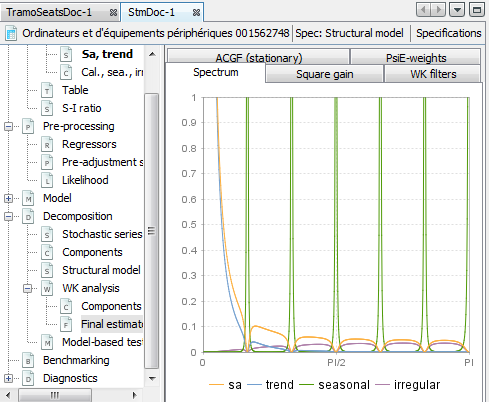 TramoSeatsDoc-1
StmDoc-1
Ordinateurs et d'équipements périphériques 001562748
Spec: Structural model
Specifications
Sa, trend
Cal., sea., irr
Table
S-I ratio
Pre-processing
Regressors
Pre-adjustment s
Likelihood
Model
Decomposition
Stochastic series
Components
Structural model
WK analysis
Components
Final estimato
Model-based test
Benchmarking
Diagnostics
ACGF (stationary)
PsiE-weights
Spectrum
Square gain
WK filters
1
0.9
0.8
0.7
0.6
0.5
0.4
0.3
0.2
0.1
0
0
PI/2
PI
sa
trend
seasonal
irregular